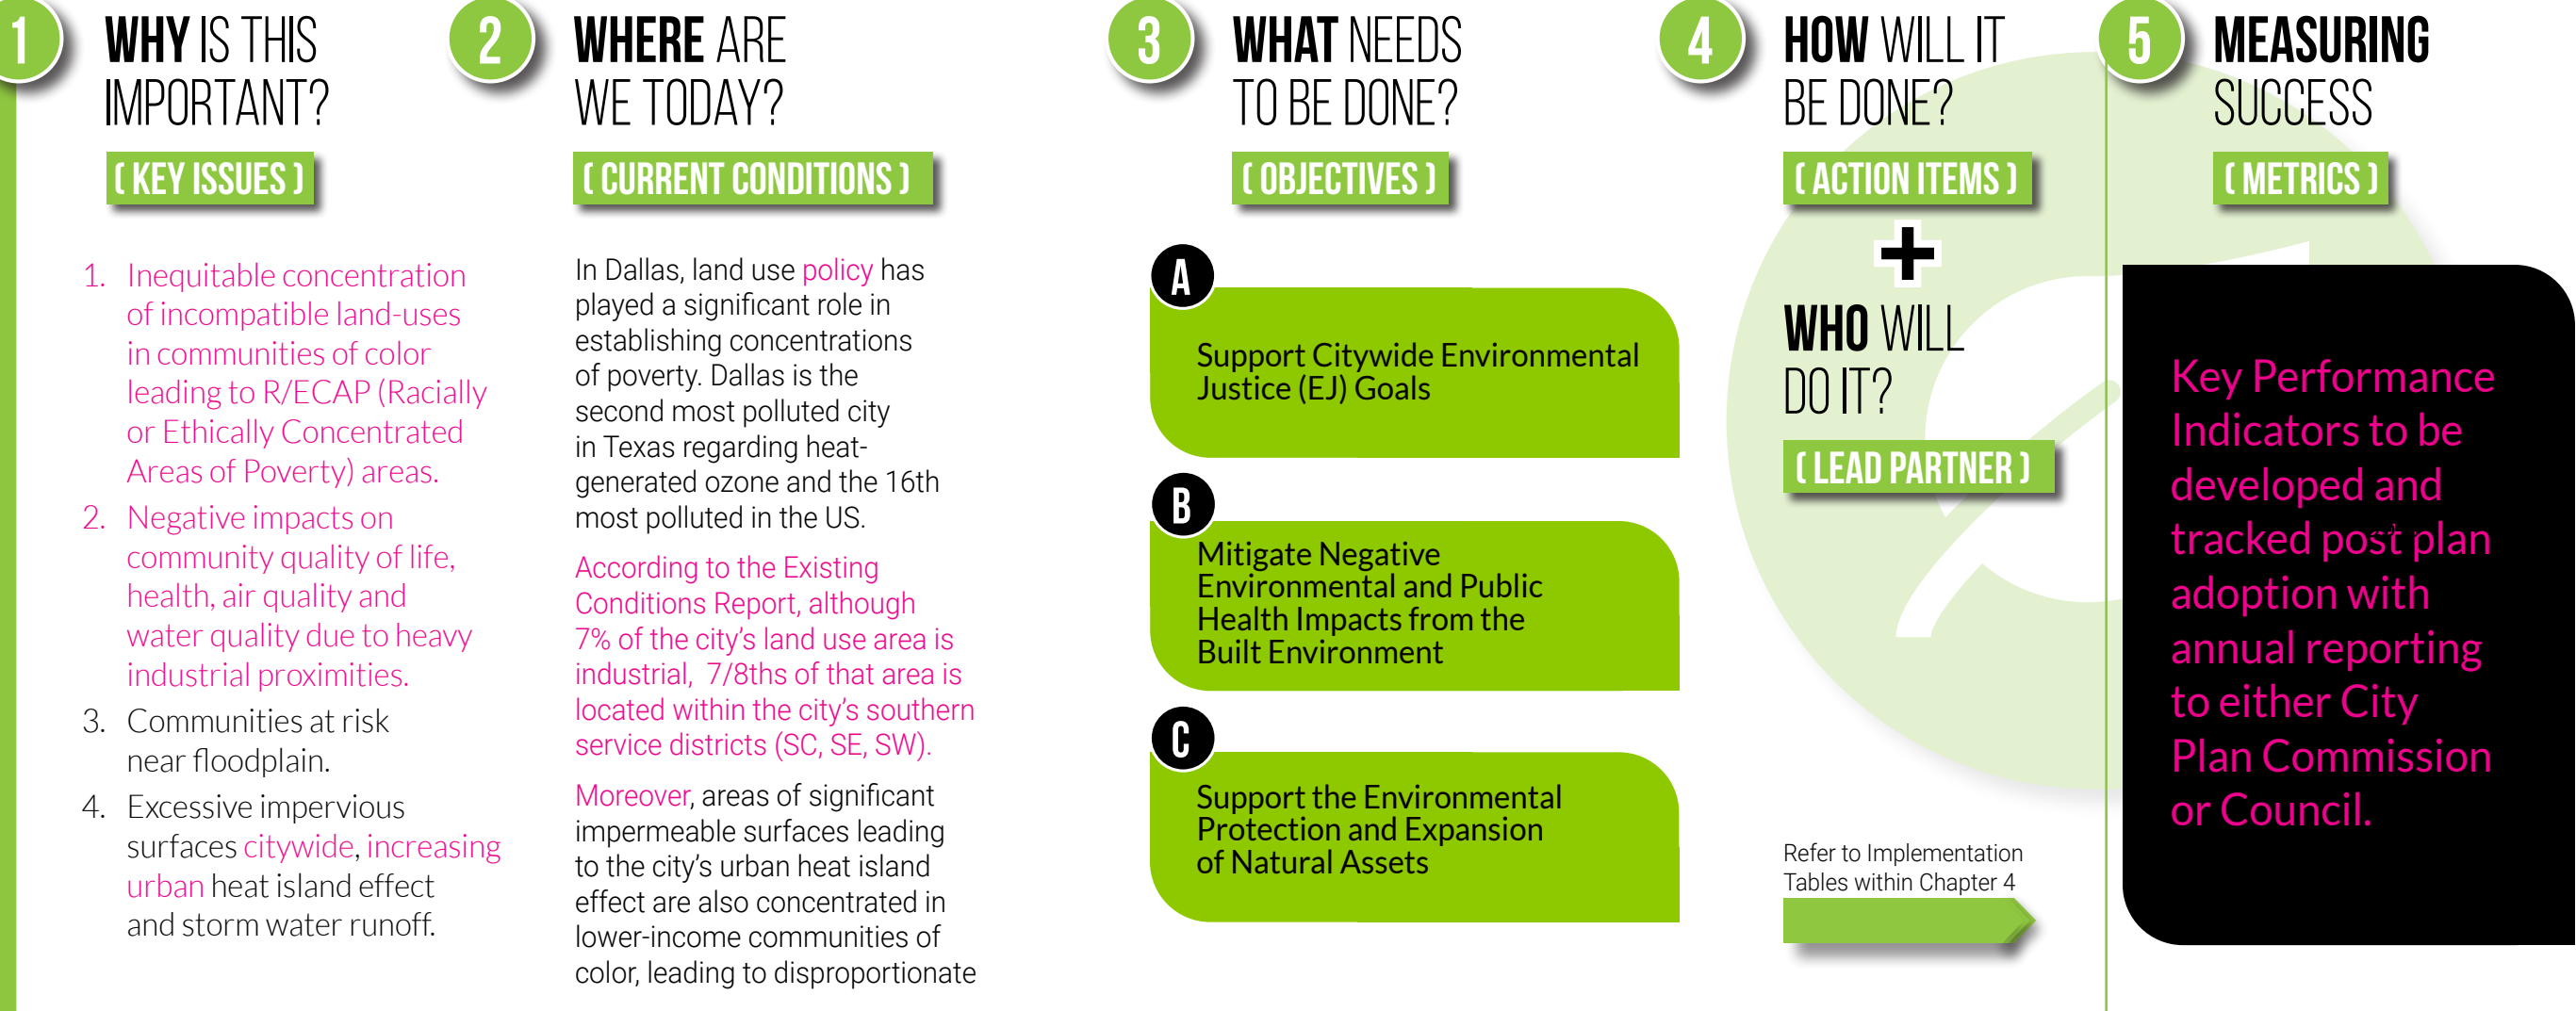 1
WHY IS THIS
IMPORTANT?
( KEY ISSUES )
1. Inequitable concentration
of incompatible land-uses
in communities of color
leading to R/ECAP (Racially
or Ethically Concentrated
Areas of Poverty) areas.
2. Negative impacts on
community quality of life,
health, air quality and
water quality due to heavy
industrial proximities.
3. Communities at risk
near floodplain.
4. Excessive impervious
surfaces citywide, increasing
urban heat island effect
and storm water runoff.
2
WHERE ARE
WE TODAY?
( CURRENT CONDITIONS )
In Dallas, land use policy has
played a significant role in
establishing concentrations
of poverty. Dallas is the
second most polluted city
in Texas regarding heat-
generated ozone and the 16th
most polluted in the US.
According to the Existing
Conditions Report, although
7% of the city's land use area is
industrial, 7/8ths of that area is
located within the city's southern
service districts (SC, SE, SW).
Moreover, areas of significant
impermeable surfaces leading
to the city's urban heat island
effect are also concentrated in
lower-income communities of
color, leading to disproportionate
3
WHAT NEEDS
TO BE DONE?
( OBJECTIVES )
A
Support Citywide Environmental
Justice (EJ) Goals
B
Mitigate Negative
Environmental and Public
Health Impacts from the
Built Environment
C
Support the Environmental
Protection and Expansion
of Natural Assets
4
HOW WILL IT
BE DONE?
( ACTION ITEMS )
+
WHO WILL
DO IT?
( LEAD PARTNER )
Refer to Implementation
Tables within Chapter 4
5
MEASURING
SUCCESS
( METRICS )
Key Performance
Indicators to be
developed and
tracked post plan
adoption with
annual reporting
to either City
Plan Commission
or Council.